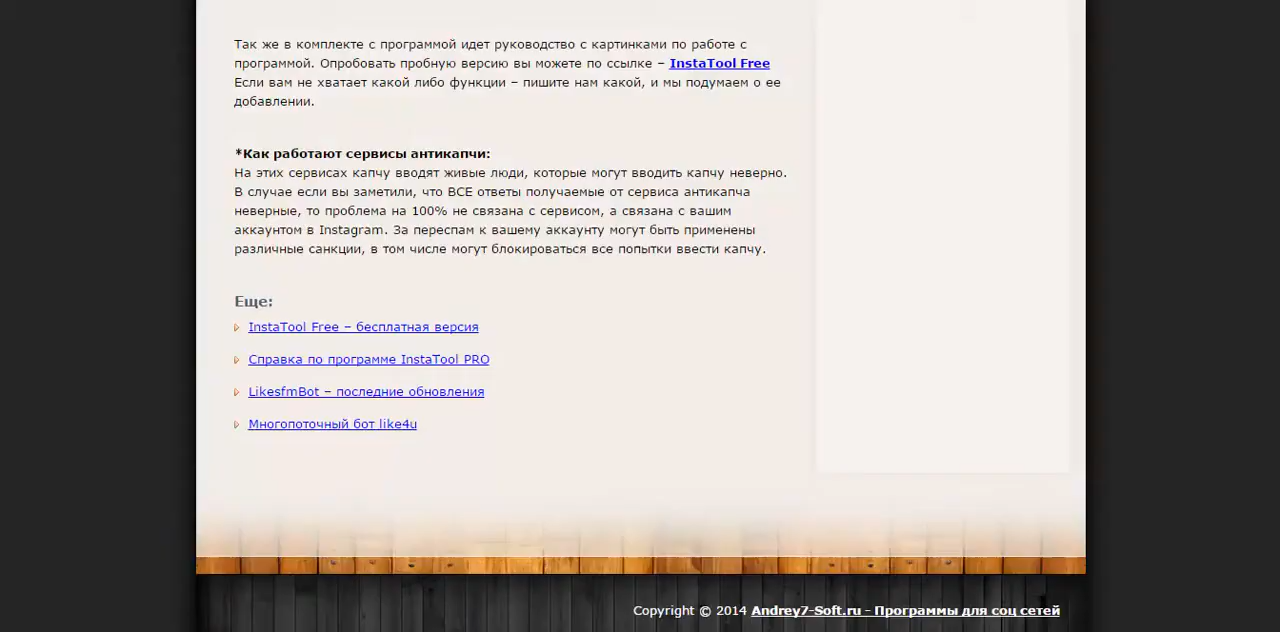 Так же в комплекте с программой идет руководство с картинками по работе с
программой. Опробовать пробную версию вы можете по ссылке – InstaTool Free
Если вам не хватает какой либо функции – пишите нам какой, и мы подумаем о ее
добавлении.
*Как работают сервисы антикапчи:
На этих сервисах капчу вводят живые люди, которые могут вводить капчу неверно.
В случае если вы заметили, что ВСЕ ответы получаемые от сервиса антикапча
неверные, то проблема на 100% не связана с сервисом, а связана с вашим
аккаунтом в Instagram. За переспам к вашему аккаунту могут быть применены
различные санкции, в том числе могут блокироваться все попытки ввести капчу.
Еще:
InstaTool Free – бесплатная версия
Справка по программе InstaTool PRO
LikesfmBot – последние обновления
Многопоточный бот like4u
Copyright © 2014 Andrey7-Soft.ru - Программы для соц сетей